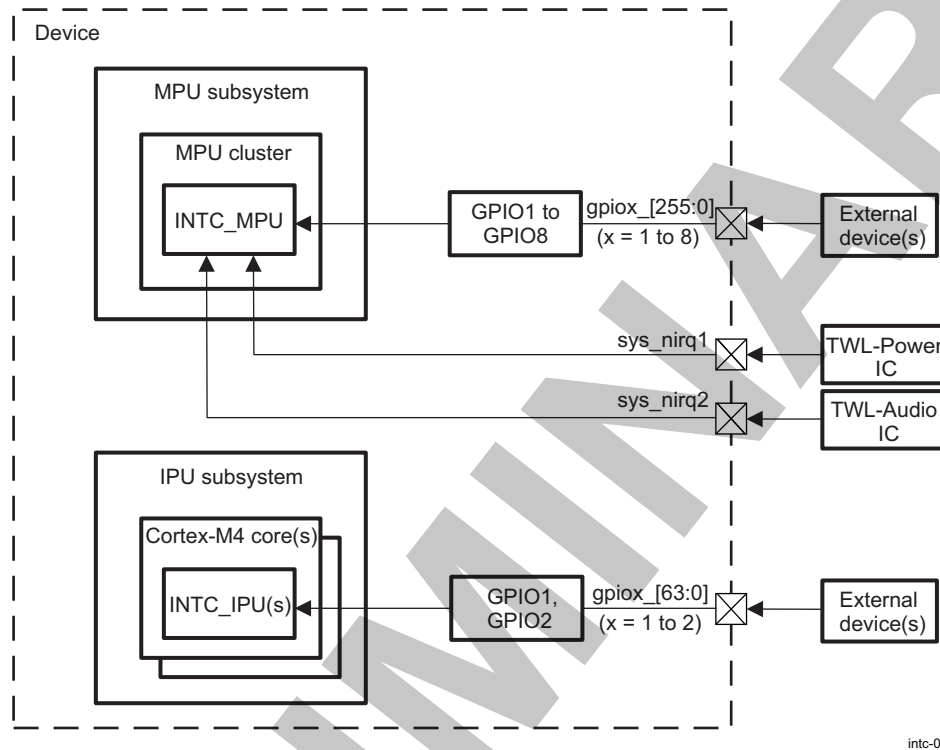 Device
MPU subsystem
MPU cluster
INTC_MPU
GPIO1 to
GPIO8
gpiox_[255:0]
(x = 1 to 8)
External
device(s)
sys_nirq1
TWL-Power
IC
sys_nirq2
TWL-Audio
IC
IPU subsystem
Cortex-M4 core(s)
INTC_IPU(s)
GPIO1,
GPIO2
gpiox_[63:0]
(x = 1 to 2)
External
device(s)
intc-0